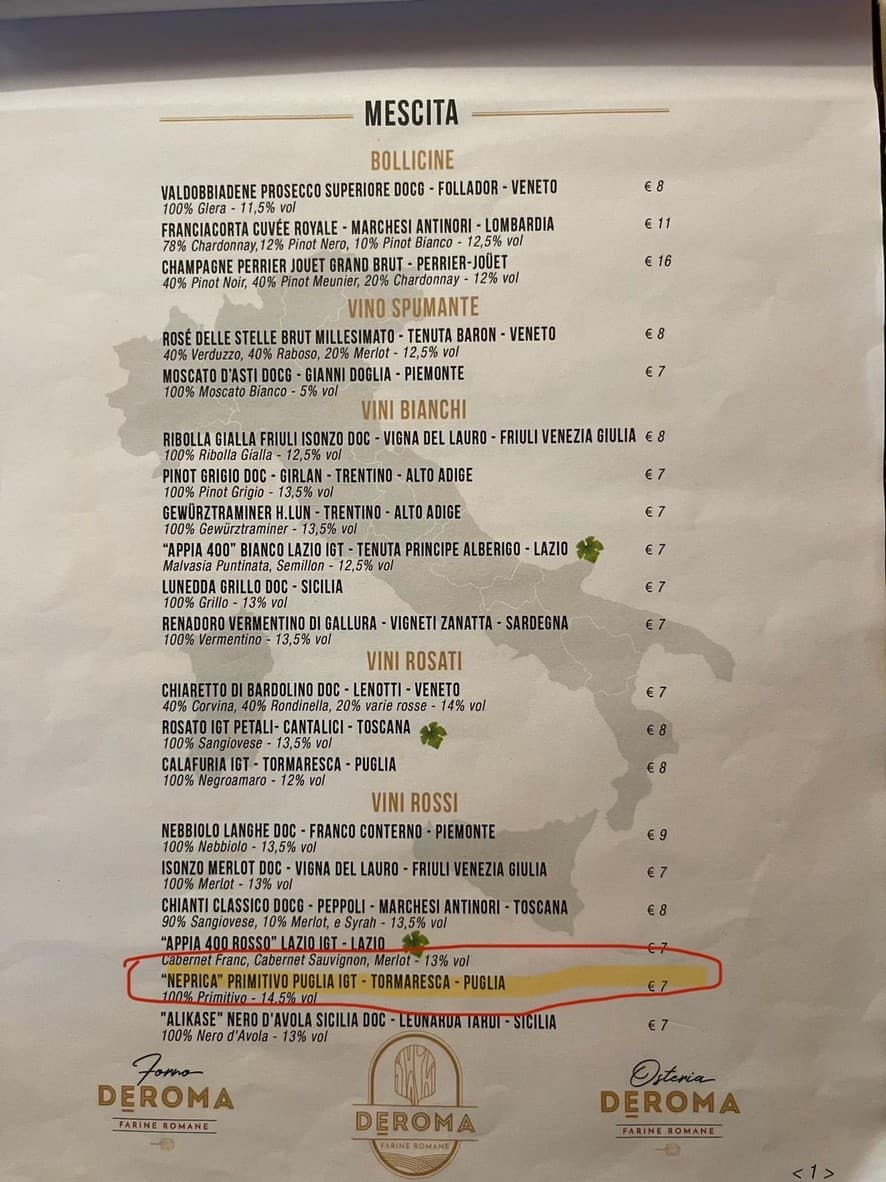 MESCITA
BOLLICINE
VALDOBBIADENE PROSECCO SUPERIORE DOCG - FOLLADOR - VENETO € 8
100% Glera - 11,5% vol
FRANCIACORTA CUVÉE ROYALE - MARCHESI ANTINORI - LOMBARDIA € 11
78% Chardonnay,12% Pinot Nero, 10% Pinot Bianco - 12,5% vol
CHAMPAGNE PERRIER JOUET GRAND BRUT - PERRIER-JOÜET € 16
40% Pinot Noir, 40% Pinot Meunier, 20% Chardonnay - 12% vol
VINO SPUMANTE
ROSÉ DELLE STELLE BRUT MILLESIMATO - TENUTA BARON - VENETO € 8
40% Verduzzo, 40% Raboso, 20% Merlot - 12,5% vol
MOSCATO D'ASTI DOCG - GIANNI DOGLIA - PIEMONTE € 7
100% Moscato Bianco - 5% vol
VINI BIANCHI
RIBOLLA GIALLA FRIULI ISONZO DOC - VIGNA DEL LAURO - FRIULI VENEZIA GIULIA € 8
100% Ribolla Gialla - 12,5% vol
PINOT GRIGIO DOC - GIRLAN - TRENTINO - ALTO ADIGE € 7
100% Pinot Grigio - 13,5% vol
GEWÜRZTRAMINER H.LUN - TRENTINO - ALTO ADIGE € 7
100% Gewürztraminer - 13,5% vol
“APPIA 400” BIANCO LAZIO IGT - TENUTA PRINCIPE ALBERIGO - LAZIO € 7
Malvasia Puntinata, Semillon - 12,5% vol
LUNEDDA GRILLO DOC - SICILIA € 7
100% Grillo - 13% vol
RENADORO VERMENTINO DI GALLURA - VIGNETI ZANATTA - SARDEGNA € 7
100% Vermentino - 13,5% vol
VINI ROSATI
CHIARETTO DI BARDOLINO DOC - LENOTTI - VENETO € 7
40% Corvina, 40% Rondinella, 20% varie rosse - 14% vol
ROSATO IGT PETALI- CANTALICI - TOSCANA € 8
100% Sangiovese - 13,5% vol
CALAFURIA IGT - TORMARESCA - PUGLIA € 8
100% Negroamaro - 12% vol
VINI ROSSI
NEBBIOLO LANGHE DOC - FRANCO CONTERNO - PIEMONTE € 9
100% Nebbiolo - 13,5% vol
ISONZO MERLOT DOC - VIGNA DEL LAURO - FRIULI VENEZIA GIULIA € 7
100% Merlot - 13% vol
CHIANTI CLASSICO DOCG - PEPPOLI - MARCHESI ANTINORI - TOSCANA € 8
90% Sangiovese, 10% Merlot, e Syrah - 13,5% vol
“APPIA 400 ROSSO” LAZIO IGT - LAZIO € 7
Cabernet Franc, Cabernet Sauvignon, Merlot - 13% vol
“NEPRICA” PRIMITIVO PUGLIA IGT - TORMARESCA - PUGLIA € 7
100% Primitivo - 14,5% vol
"ALIKASE" NERO D'AVOLA SICILIA DOC - LEONARDA TARDI - SICILIA € 7
100% Nero d'Avola - 13% vol
Forno
DEROMA
FARINE ROMANE
DEROMA
FARINE ROMANE
Osteria
DEROMA
FARINE ROMANE
< 1 >